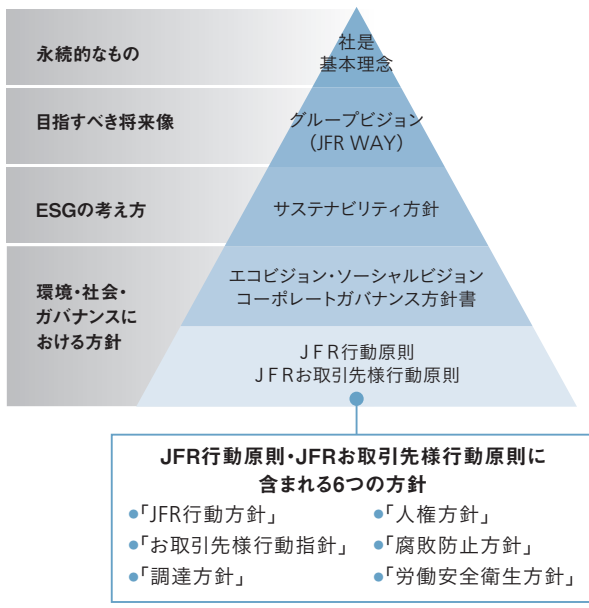 永続的なもの
社是
基本理念
目指すべき将来像
グループビジョン
（JFR WAY）
ESGの考え方
サステナビリティ方針
環境・社会・
ガバナンスに
おける方針
エコビジョン・ソーシャルビジョン
コーポレートガバナンス方針書
ＪＦＲ行動原則
ＪＦＲお取引先様行動原則
JFR行動原則・JFRお取引先様行動原則に
含まれる6つの方針
●「JFR行動方針」
●「お取引先様行動指針」
●「調達方針」
●「人権方針」
●「腐敗防止方針」
●「労働安全衛生方針」